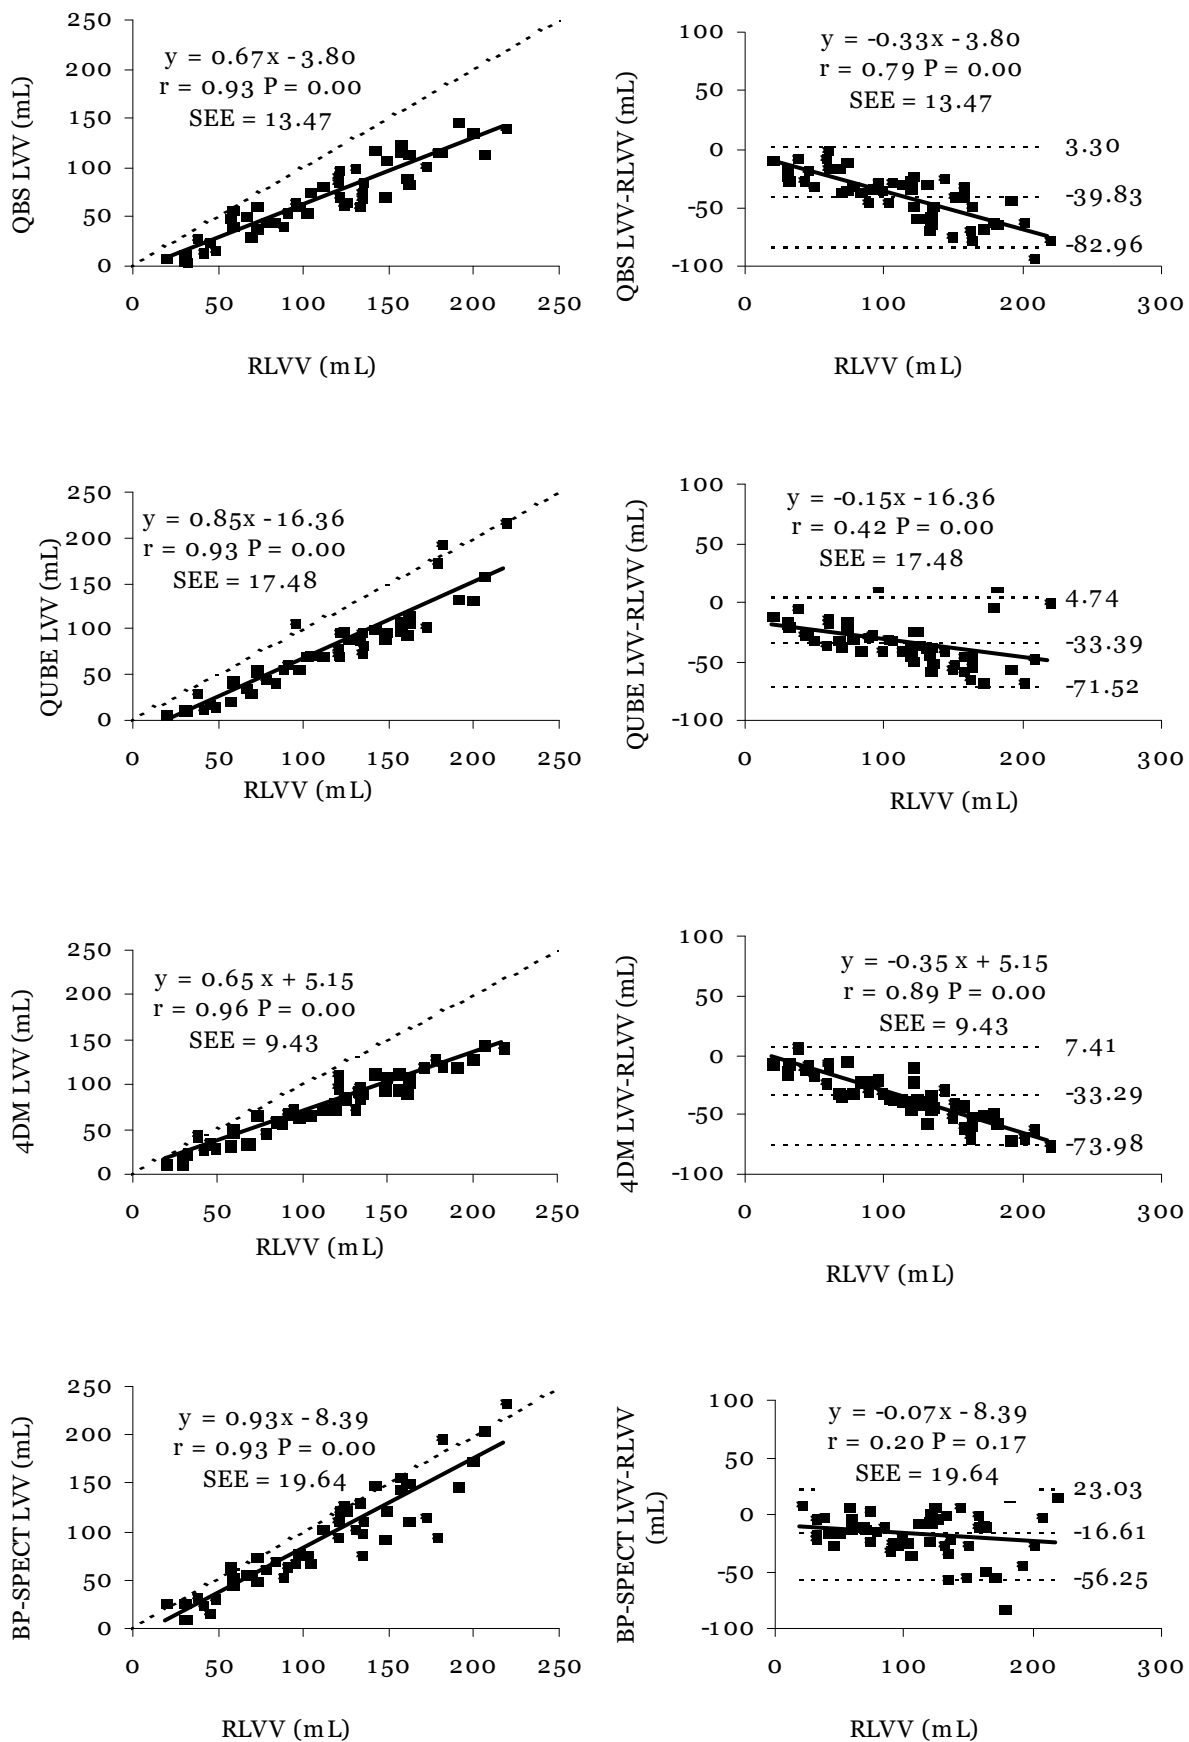 250
200
150
100
50
0
y = 0.67x - 3.80
r = 0.93 P = 0.00
SEE = 13.47
QBS LVV (mL)
0 50 100 150 200 250
RLVV (mL)
100
50
0
-50
-100
y = -0.33x - 3.80
r = 0.79 P = 0.00
SEE = 13.47
3.30
-39.83
-82.96
QBS LVV-RLVV (mL)
0 100 200 300
RLVV (mL)
250
200
150
100
50
0
y = 0.85x - 16.36
r = 0.93 P = 0.00
SEE = 17.48
QUBE LVV (mL)
0 50 100 150 200 250
RLVV (mL)
100
50
0
-50
-100
y = -0.15x - 16.36
r = 0.42 P = 0.00
SEE = 17.48
4.74
-33.39
-71.52
QUBE LVV-RLVV (mL)
0 100 200 300
RLVV (mL)
250
200
150
100
50
0
y = 0.65 x + 5.15
r = 0.96 P = 0.00
SEE = 9.43
4DM LVV (mL)
0 50 100 150 200 250
RLVV (mL)
100
50
0
-50
-100
y = -0.35 x + 5.15
r = 0.89 P = 0.00
SEE = 9.43
7.41
-33.29
-73.98
4DM LVV-RLVV (mL)
0 100 200 300
RLVV (mL)
250
200
150
100
50
0
y = 0.93x - 8.39
r = 0.93 P = 0.00
SEE = 19.64
BP-SPECT LVV (mL)
0 50 100 150 200 250
RLVV (mL)
100
50
0
-50
-100
y = -0.07x - 8.39
r = 0.20 P = 0.17
SEE = 19.64
23.03
-16.61
-56.25
BP-SPECT LVV-RLVV
(mL)
0 100 200 300
RLVV (mL)